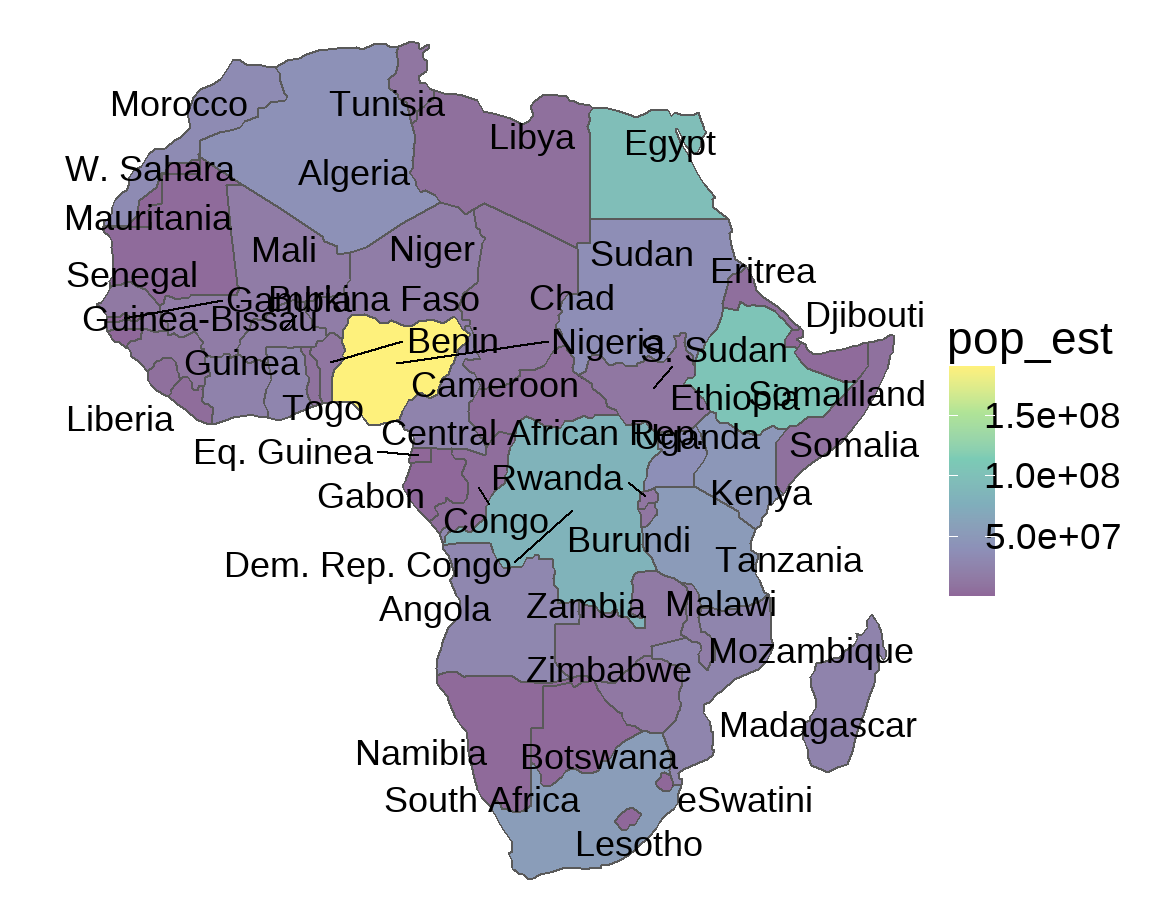 Morocco
Tunisia
Libya
Egypt
W. Sahara
Algeria
Mauritania
Mali
Niger
Sudan
Senegal
Eritrea
Gambia
Burkina Faso
Chad
Djibouti
Guinea-Bissau
Benin
Nigeria
S. Sudan
Guinea
Cameroon
Ethiopia
Somaliland
Togo
Liberia
Central African Rep.
Uganda
Somalia
Eq. Guinea
Rwanda
Gabon
Kenya
Congo
Burundi
Dem. Rep. Congo
Tanzania
Angola
Zambia
Malawi
Mozambique
Zimbabwe
Madagascar
Namibia
Botswana
South Africa
eSwatini
Lesotho
pop_est
1.5e+08
1.0e+08
5.0e+07